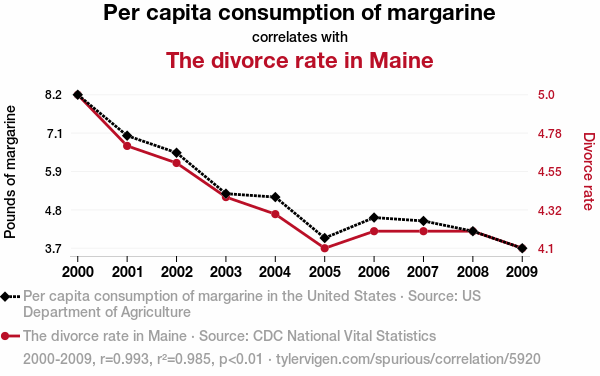 Per capita consumption of margarine
correlates with
The divorce rate in Maine
Pounds of margarine
8.2
7.1
5.9
4.8
3.7
5.0
4.78
4.55
4.32
4.1
Divorce rate
2000 2001 2002 2003 2004 2005 2006 2007 2008 2009
Per capita consumption of margarine in the United States · Source: US
Department of Agriculture
The divorce rate in Maine · Source: CDC National Vital Statistics
2000-2009, r=0.993, r²=0.985, p<0.01 · tylervigen.com/spurious/correlation/5920